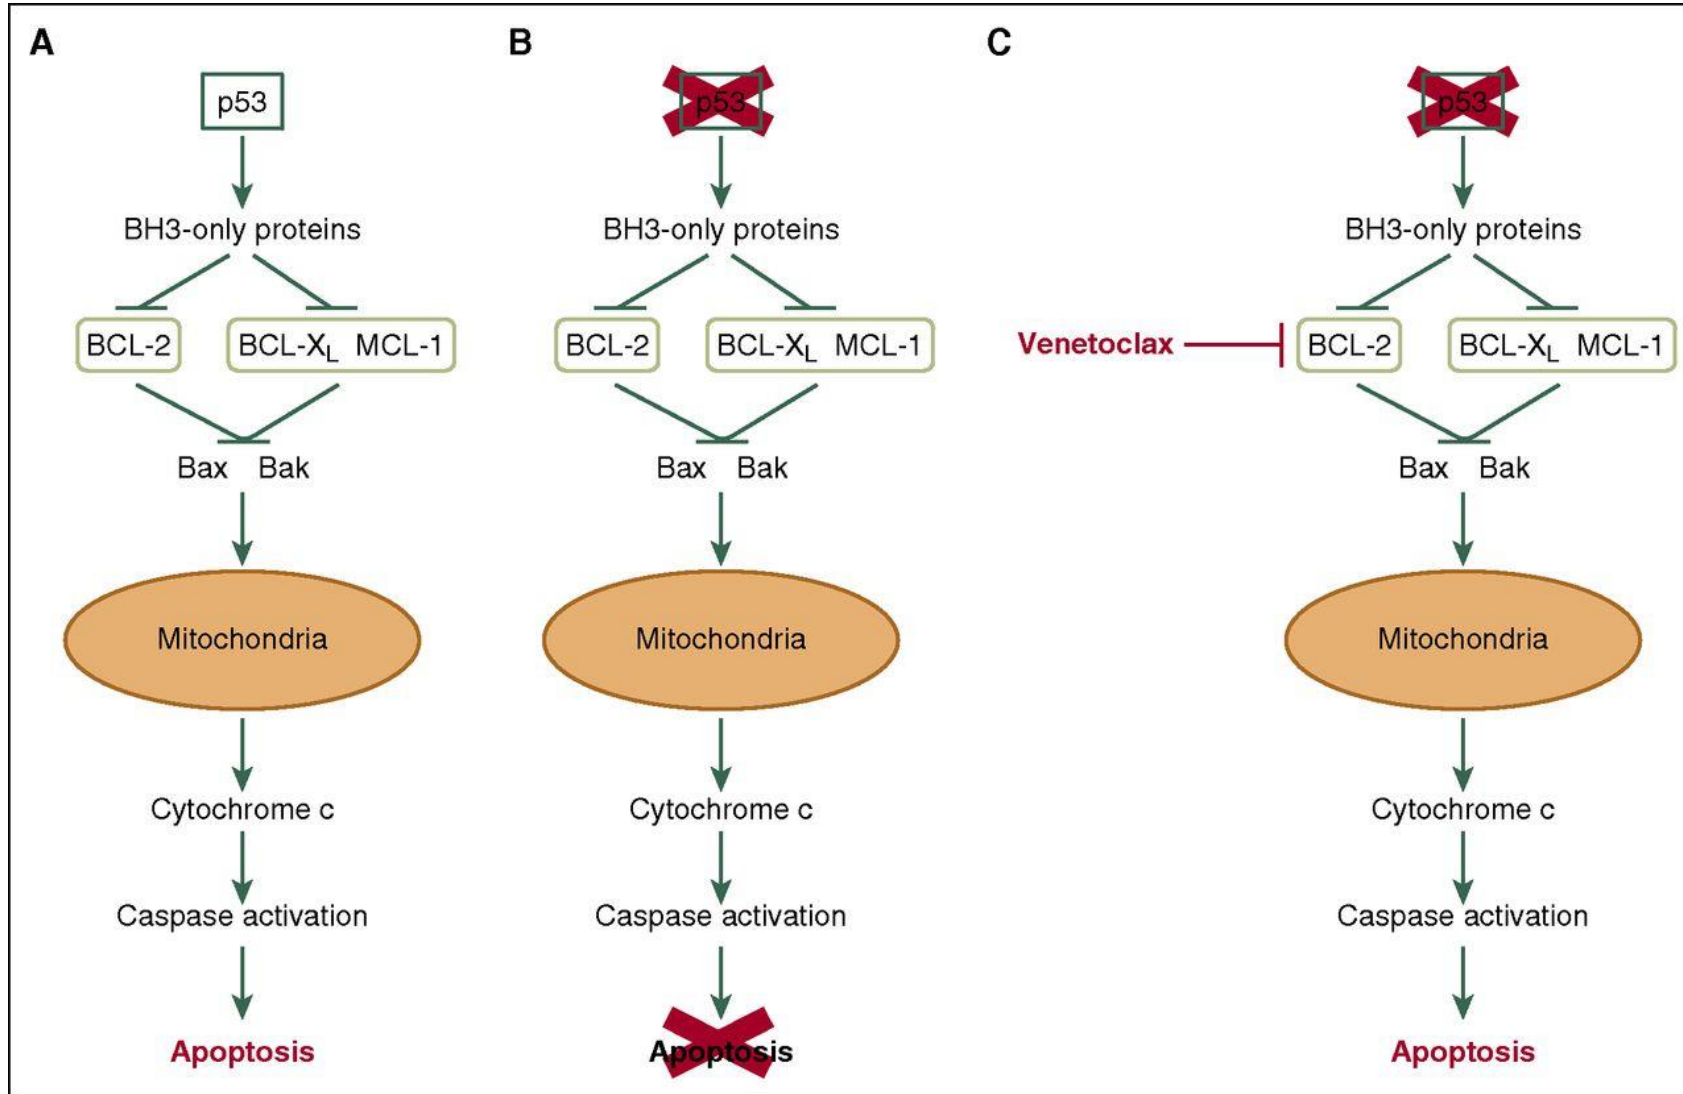 A
p53
BH3-only proteins
BCL-2
BCL-XL MCL-1
Bax Bak
Mitochondria
Cytochrome c
Caspase activation
Apoptosis
B
p53
BH3-only proteins
BCL-2
BCL-XL MCL-1
Bax Bak
Mitochondria
Cytochrome c
Caspase activation
Apoptosis
C
p53
BH3-only proteins
Venetoclax
BCL-2
BCL-XL MCL-1
Bax Bak
Mitochondria
Cytochrome c
Caspase activation
Apoptosis